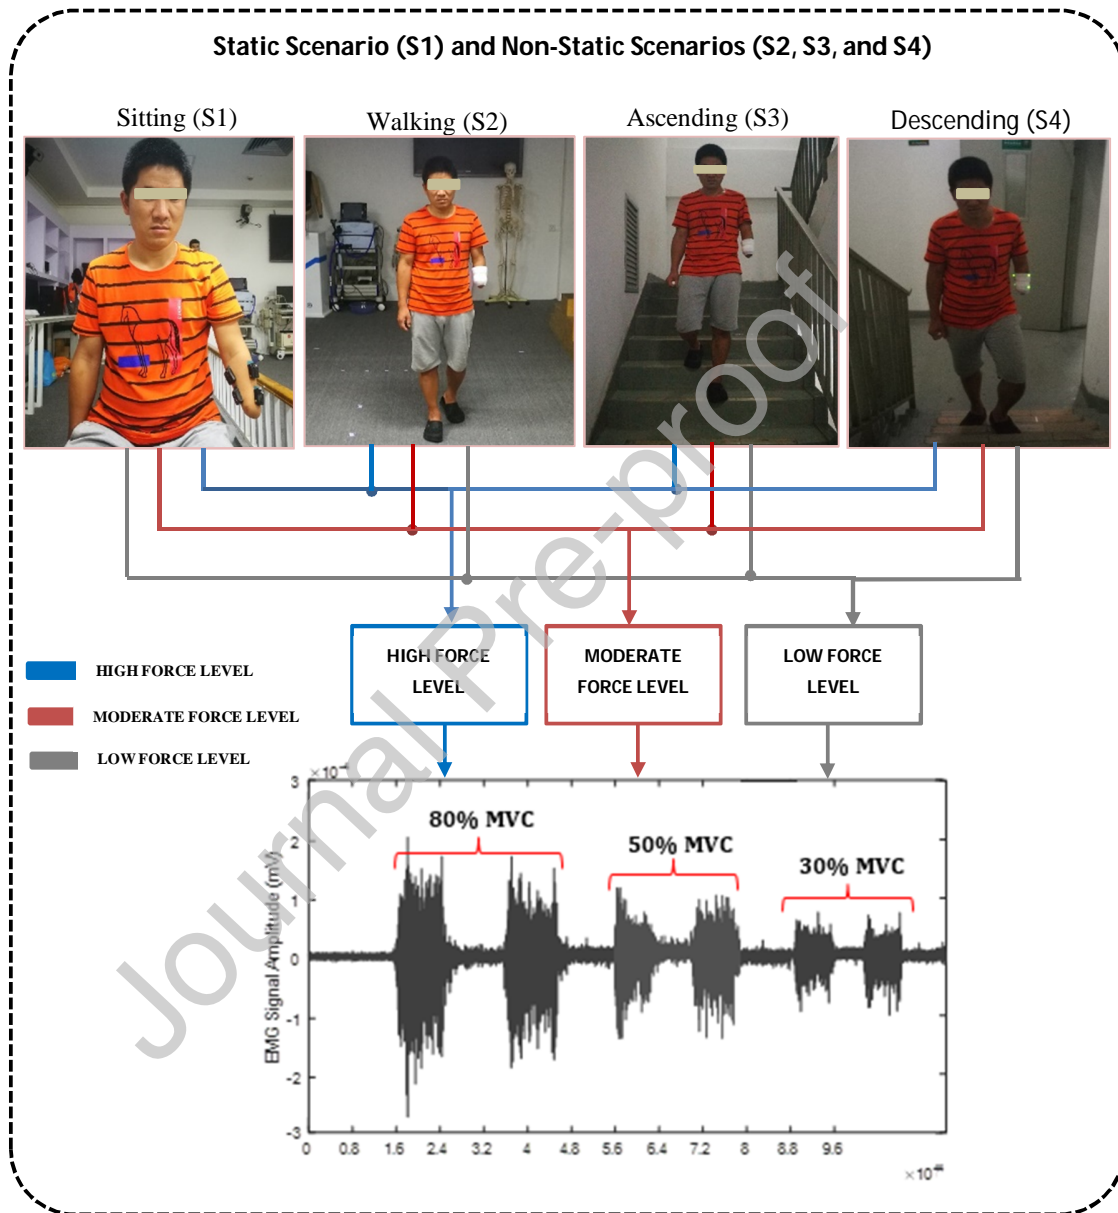 Static Scenario (S1) and Non-Static Scenarios (S2, S3, and S4)
Sitting (S1)
Walking (S2)
Ascending (S3)
Descending (S4)
HIGH FORCE
LEVEL
MODERATE
FORCE LEVEL
LOW FORCE
LEVEL
HIGH FORCE LEVEL
MODERATE FORCE LEVEL
LOW FORCE LEVEL
80% MVC
50% MVC
30% MVC
EMG Signal Amplitude (mV)
3
2
1
0
-1
-2
-3
0 0.8 1.6 2.4 3.2 4 4.8 5.6 6.4 7.2 8 8.8 9.6
Journal Pre-proof